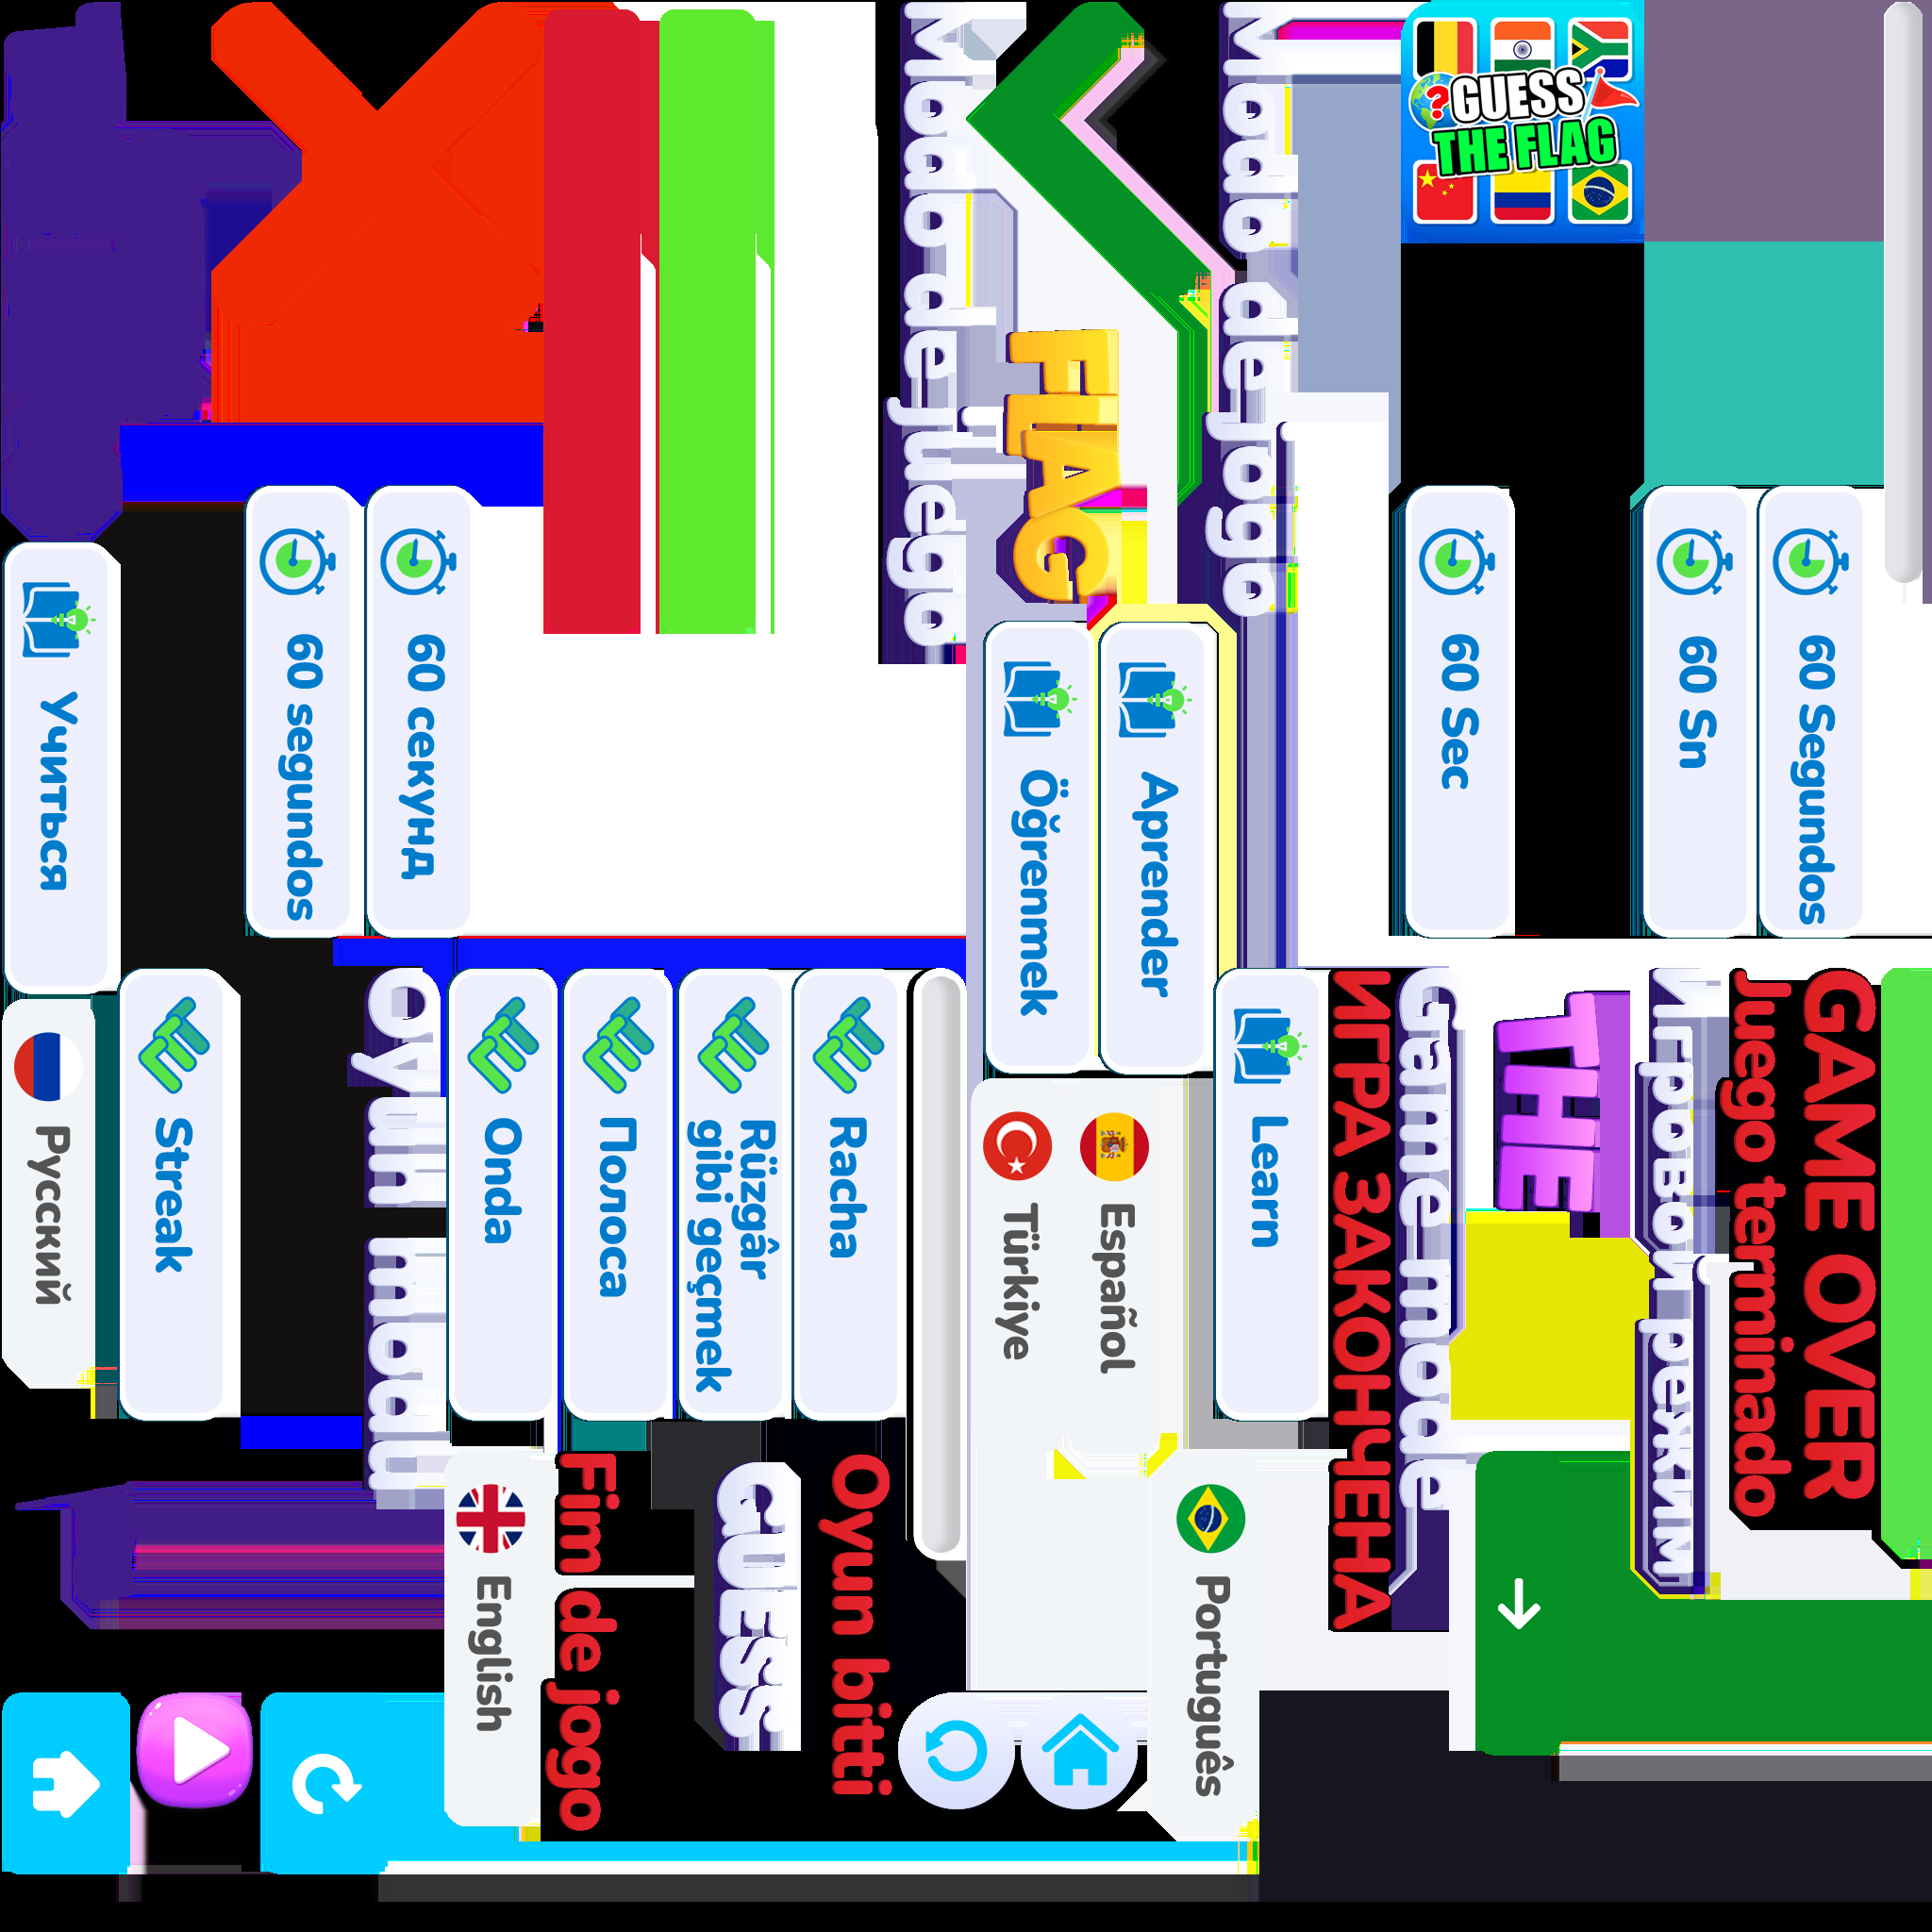 Modo de Juego
Modo de Jogo
GUESS
THE FLAG
FLAG
60 segundos
60 секунд
60 Sec
60 Sn
60 Segundos
Учиться
Öğrenmek
Aprender
Learn
Русский
Streak
Oyun modu
Onda
Полоса
Rüzgâr
gibi geçmek
Racha
Türkiye
Español
ИГРА ЗАКОНЧЕНА
Game mode
THE
Игровой режим
Juego terminado
GAME OVER
English
Fim de jogo
GUESS
Oyun bitti
Português